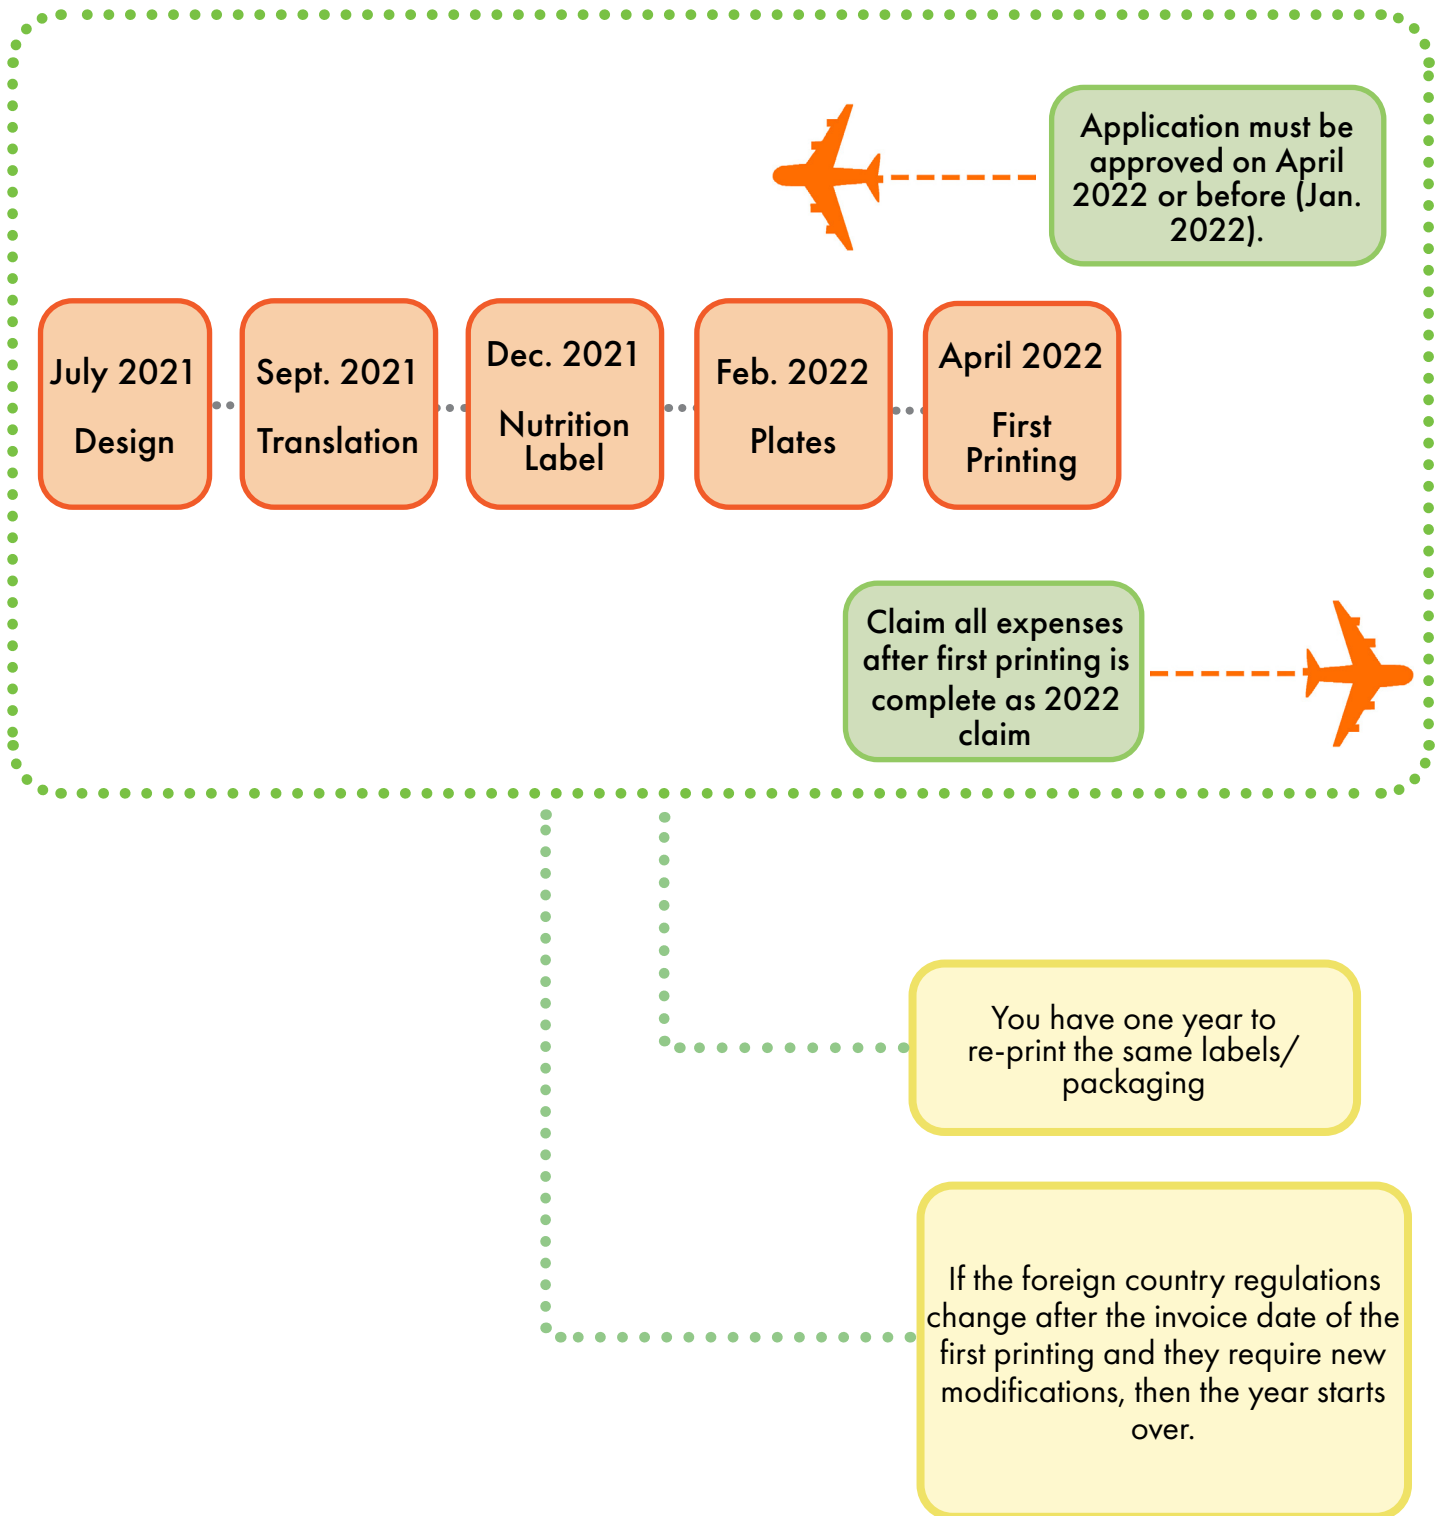 Application must be
approved on April
2022 or before (Jan.
2022).
July 2021
Design
Sept. 2021
Translation
Dec. 2021
Nutrition
Label
Feb. 2022
Plates
April 2022
First
Printing
Claim all expenses
after first printing is
complete as 2022
claim
You have one year to
re-print the same labels/
packaging
If the foreign country regulations
change after the invoice date of the
first printing and they require new
modifications, then the year starts
over.